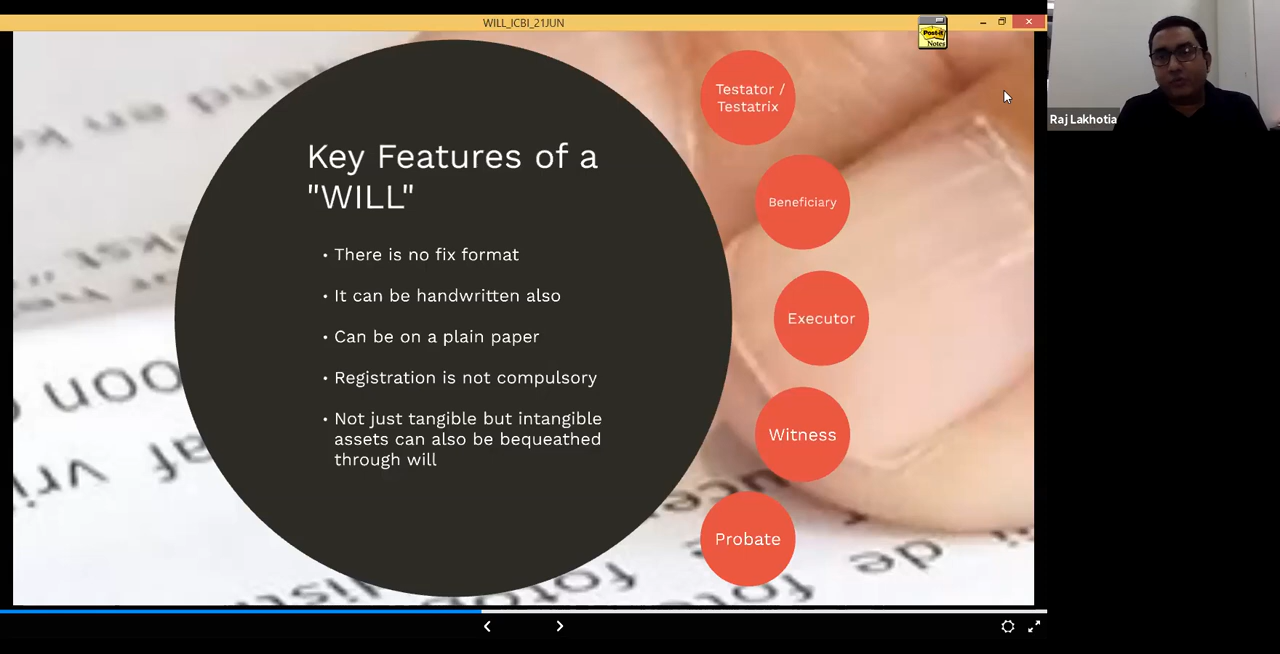 WILL_ICBI_21JUN
Post-it
Notes
Raj Lakhotia
Key Features of a
"WILL"
• There is no fix format
• It can be handwritten also
• Can be on a plain paper
• Registration is not compulsory
• Not just tangible but intangible
assets can also be bequeathed
through will
Testator /
Testatrix
Beneficiary
Executor
Witness
Probate